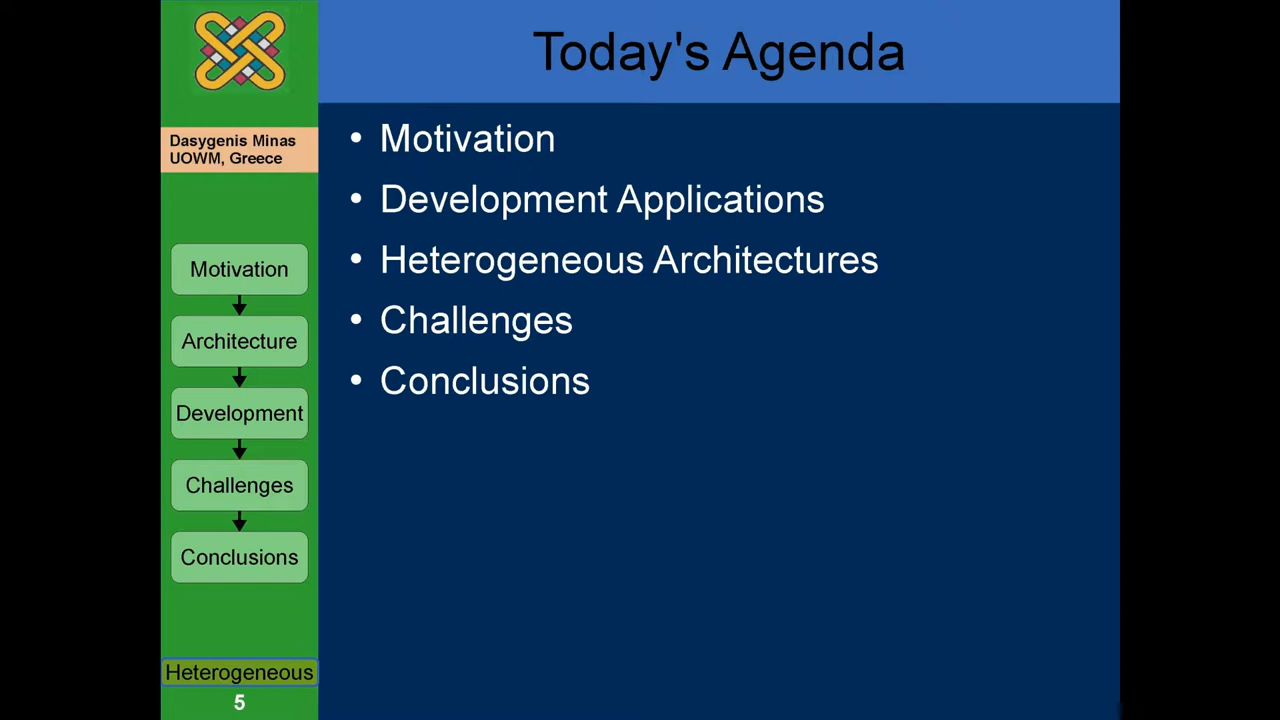 Today's Agenda
Dasygenis Minas
UOWM, Greece
Motivation
Architecture
Development
Challenges
Conclusions
Heterogeneous
5
• Motivation
• Development Applications
• Heterogeneous Architectures
• Challenges
• Conclusions